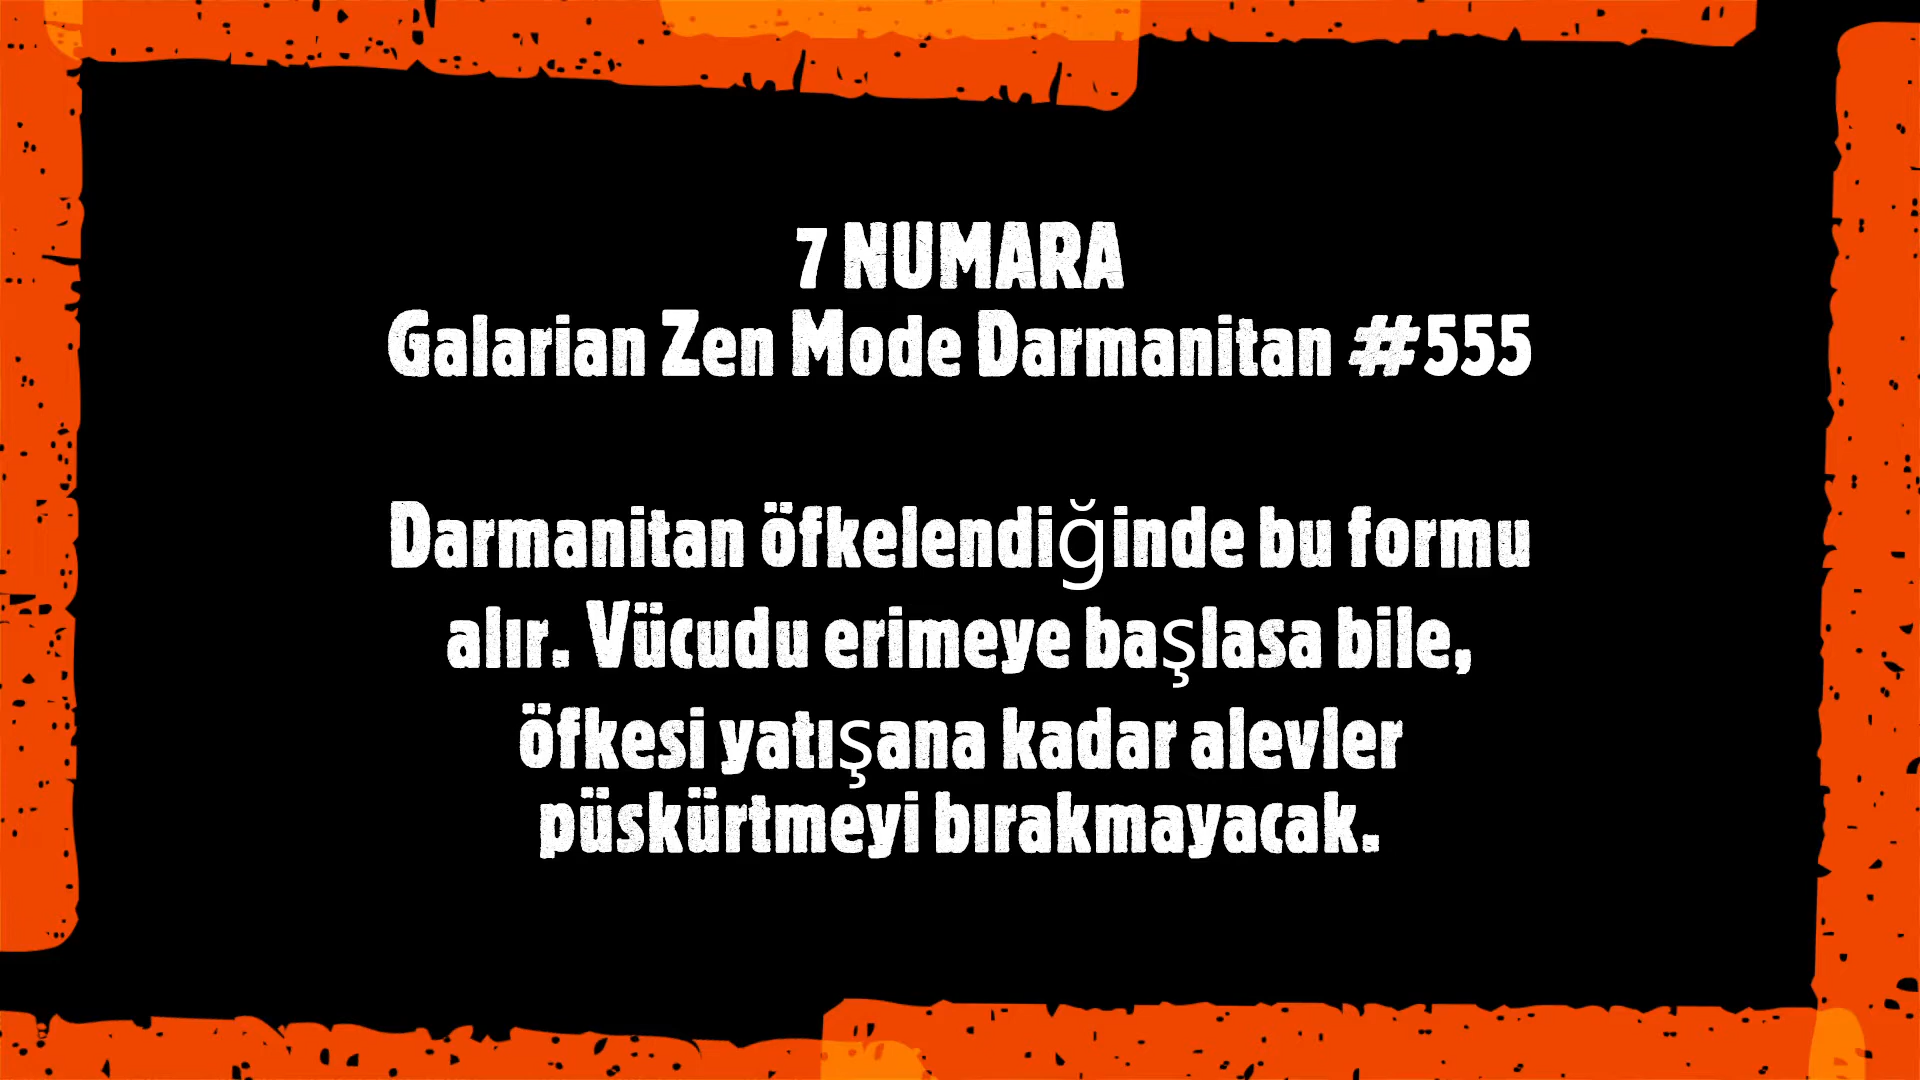 7 NUMARA
Galarian Zen Mode Darmanitan #555
Darmanitan öfkelendiğinde bu formu
alır. Vücudu erimeye başlasa bile,
öfkesi yatışana kadar alevler
püskürtmeyi bırakmayacak.